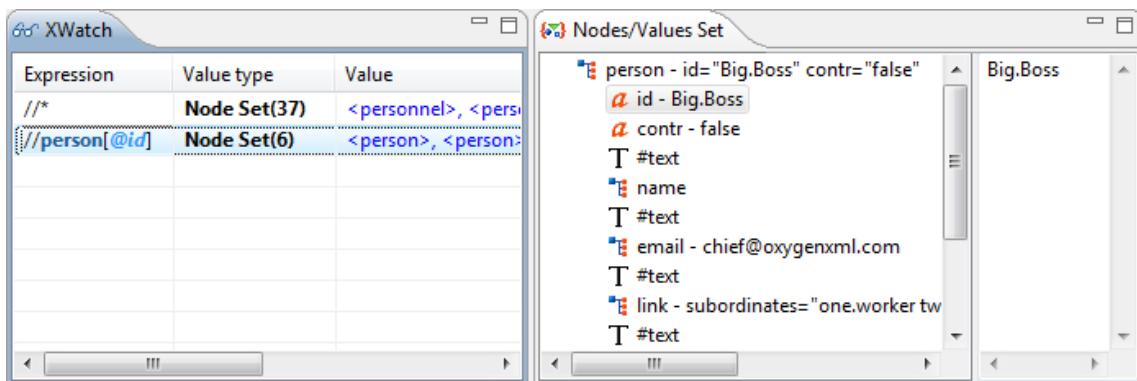 XWatch
Expression Value type Value
//* Node Set(37) <personnel>, <pers
//person[@id] Node Set(6) <person>, <person>
Nodes/Values Set
person - id="Big.Boss" contr="false"
a id - Big.Boss
a contr - false
T #text
name
T #text
email - chief@oxygenxml.com
T #text
link - subordinates="one.worker tw
T #text
Big.Boss